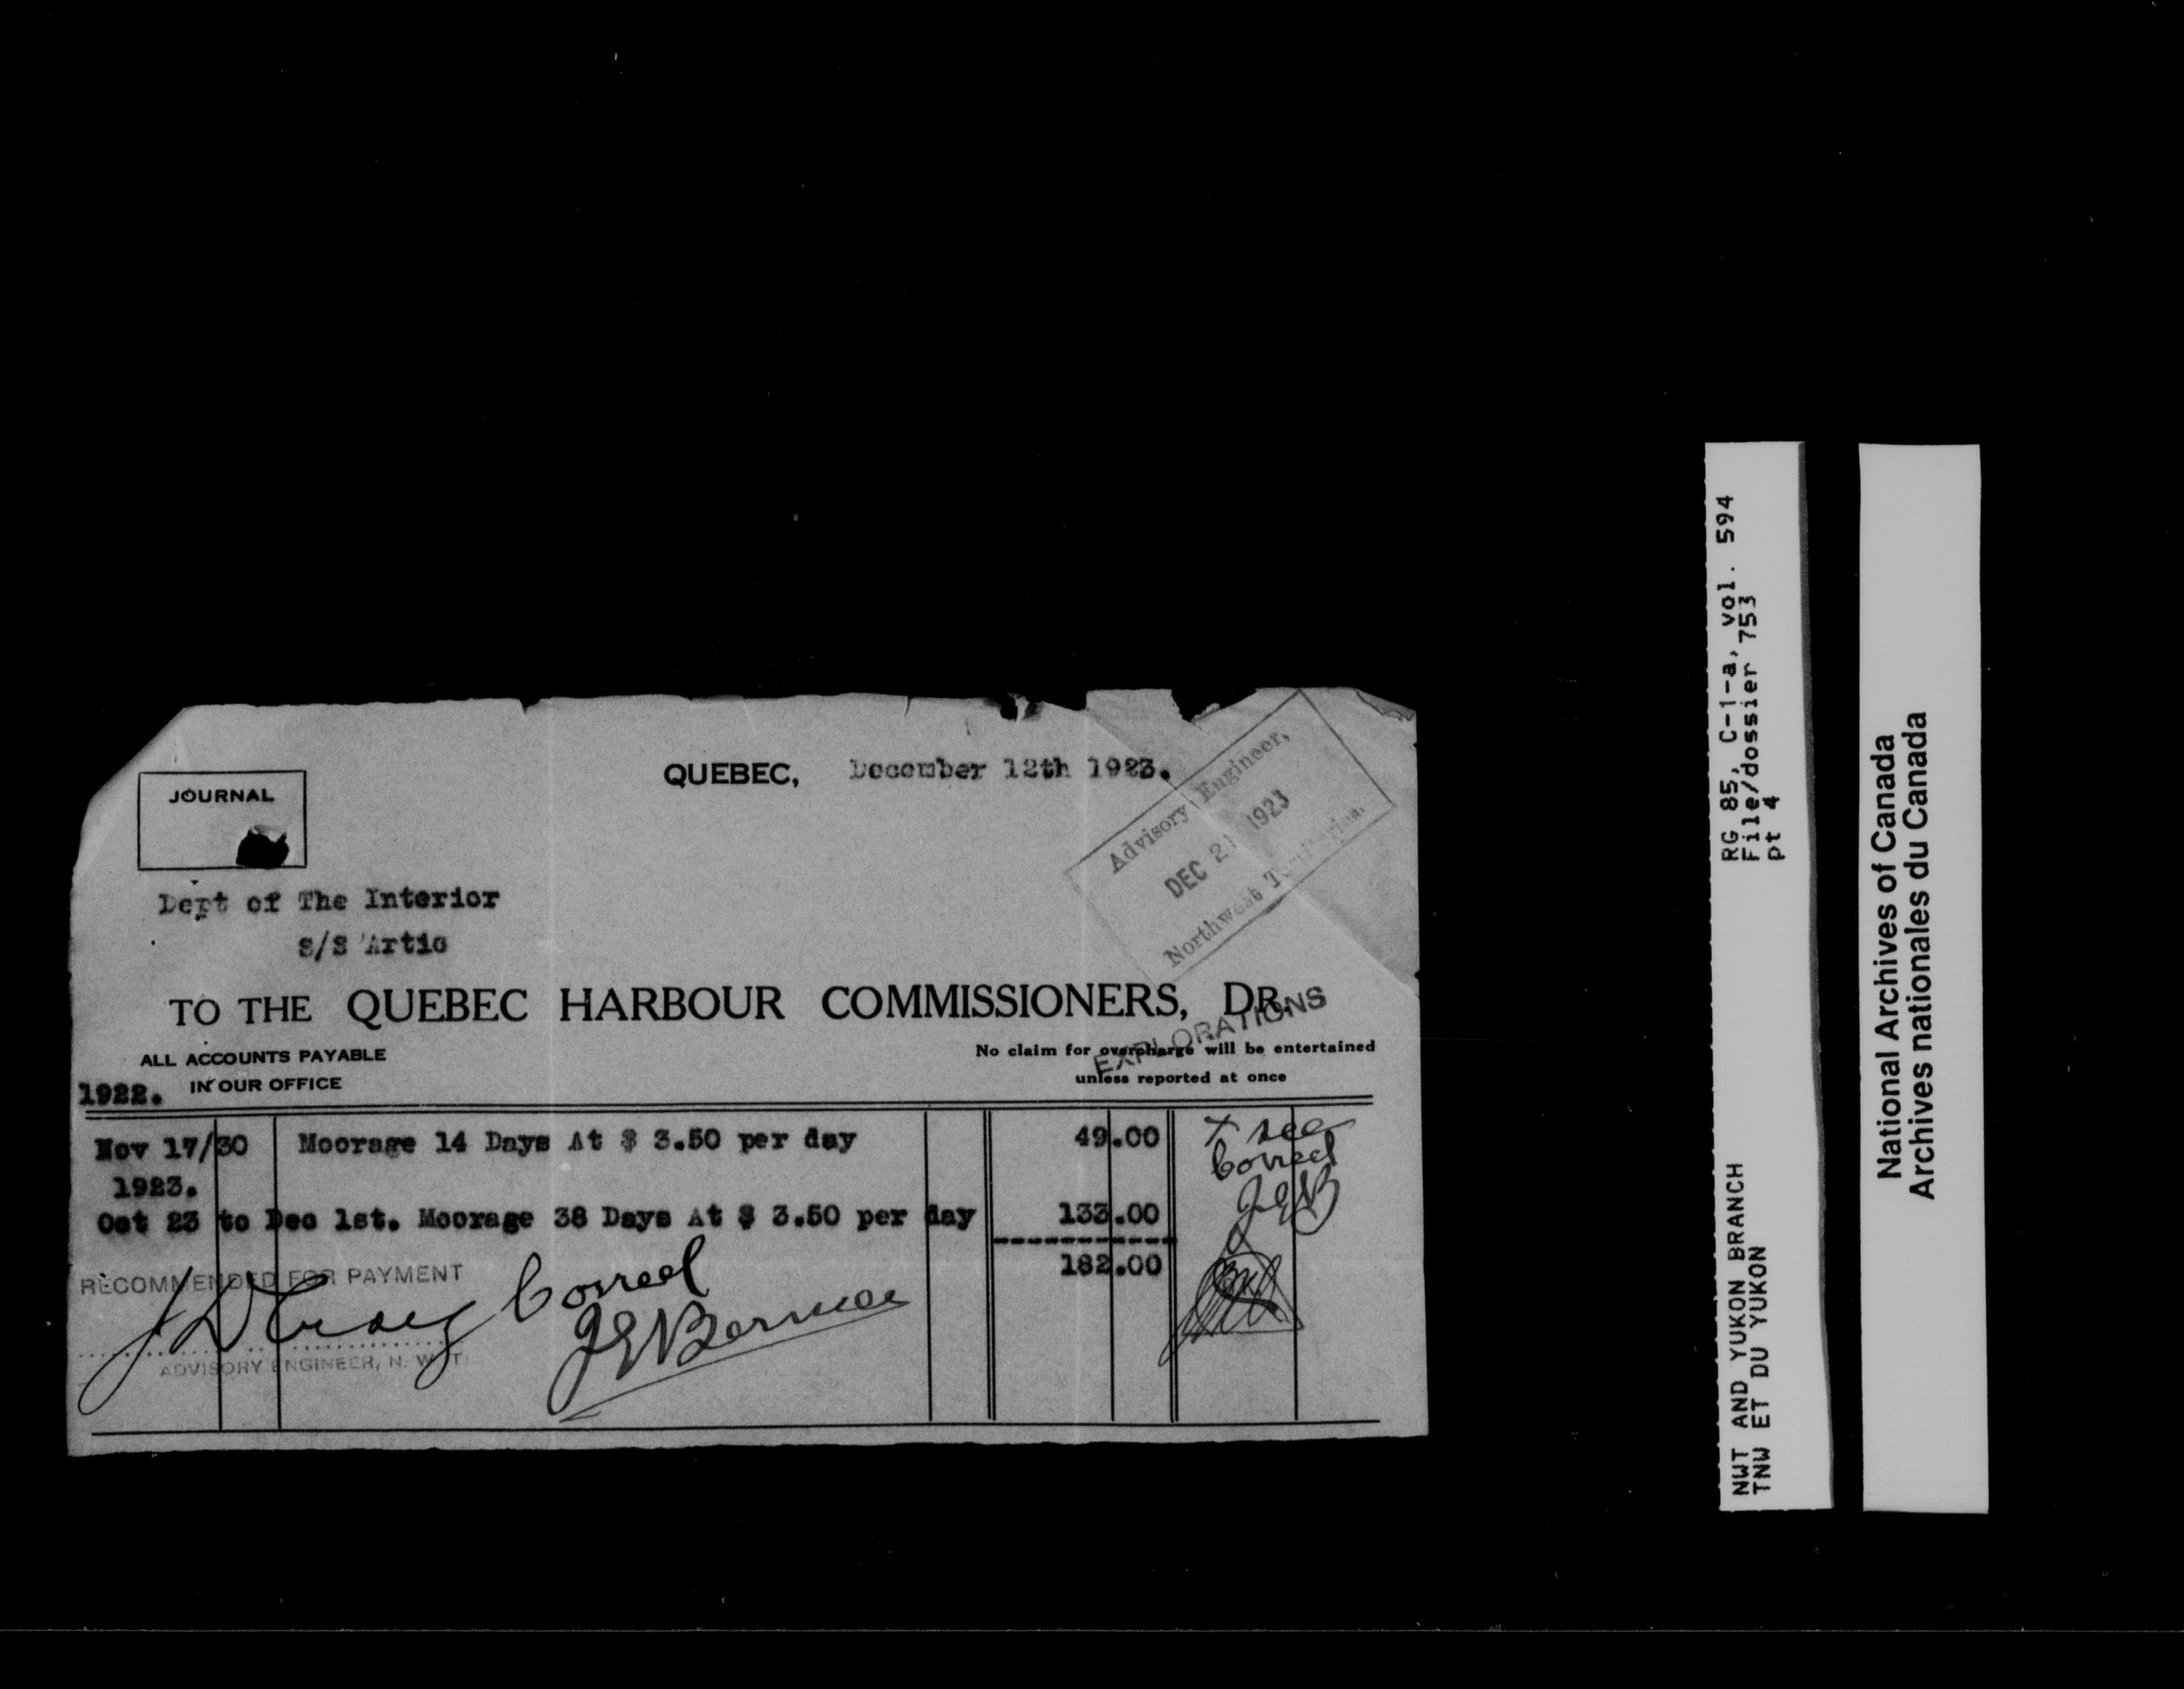 JOURNAL
QUEBEC, December 12th 1923.
Advisory Engineer,
DEC 21 1923
Northwest Territories.
Dept of The Interior
S/S Artic
TO THE QUEBEC HARBOUR COMMISSIONERS, DR.
EXPLORATIONS
ALL ACCOUNTS PAYABLE
IN OUR OFFICE
No claim for overcharge will be entertained
unless reported at once
1922.
Nov 17/30 Moorage 14 Days At $ 3.50 per day 49.00
1923.
Oct 23 to Dec 1st. Moorage 38 Days At $ 3.50 per day 133.00
182.00
Correct
JEB
RECOMMENDED FOR PAYMENT
J D Craig
ADVISORY ENGINEER, N. W. T.
Correct
J E Bernier
RG 85, C-1-a, vol. 594
File/dossier 753
pt 4
NWT AND YUKON BRANCH
TNW ET DU YUKON
National Archives of Canada
Archives nationales du Canada